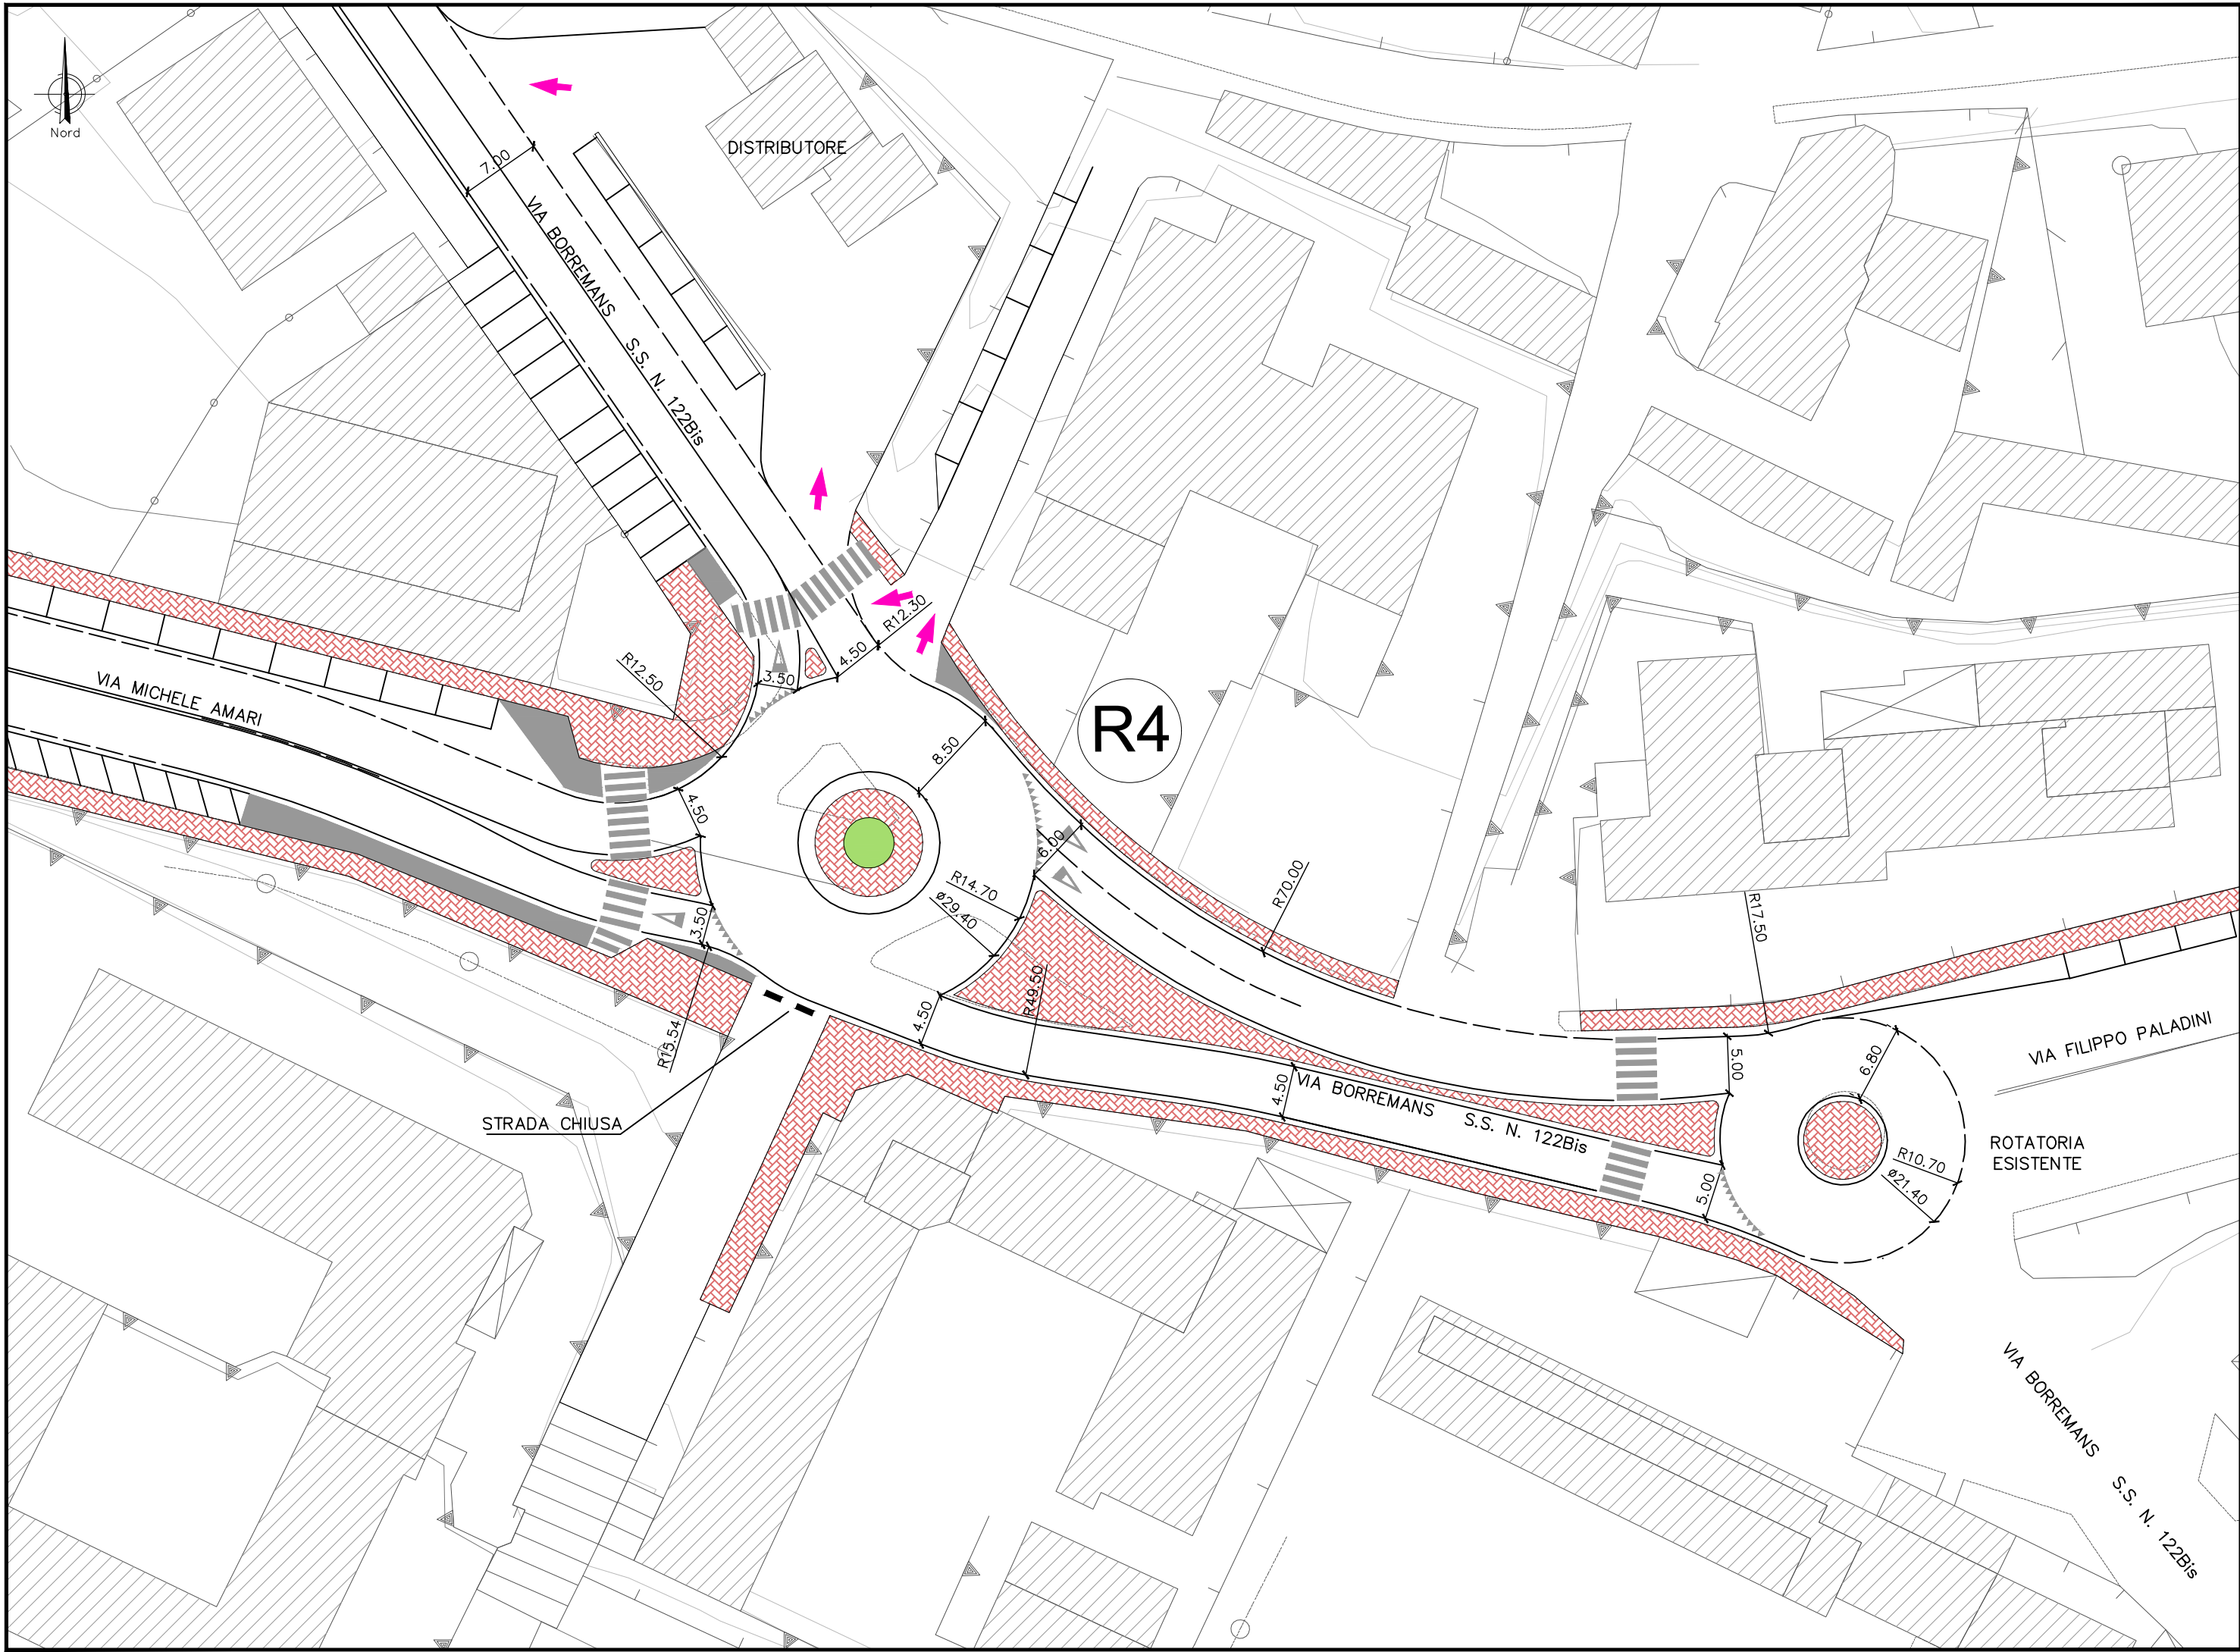 Nord
DISTRIBUTORE
7.00
VIA BORREMANS S.S. N. 122Bis
R12.30
4.50
3.50
R12.50
VIA MICHELE AMARI
R4
8.50
4.50
6.00
R14.70
ø29.40
R70.00
R17.50
3.50
R15.54
4.50
R49.50
STRADA CHIUSA
4.50
VIA BORREMANS S.S. N. 122Bis
5.00
5.00
6.80
VIA FILIPPO PALADINI
R10.70
ø21.40
ROTATORIA
ESISTENTE
VIA BORREMANS S.S. N. 122Bis